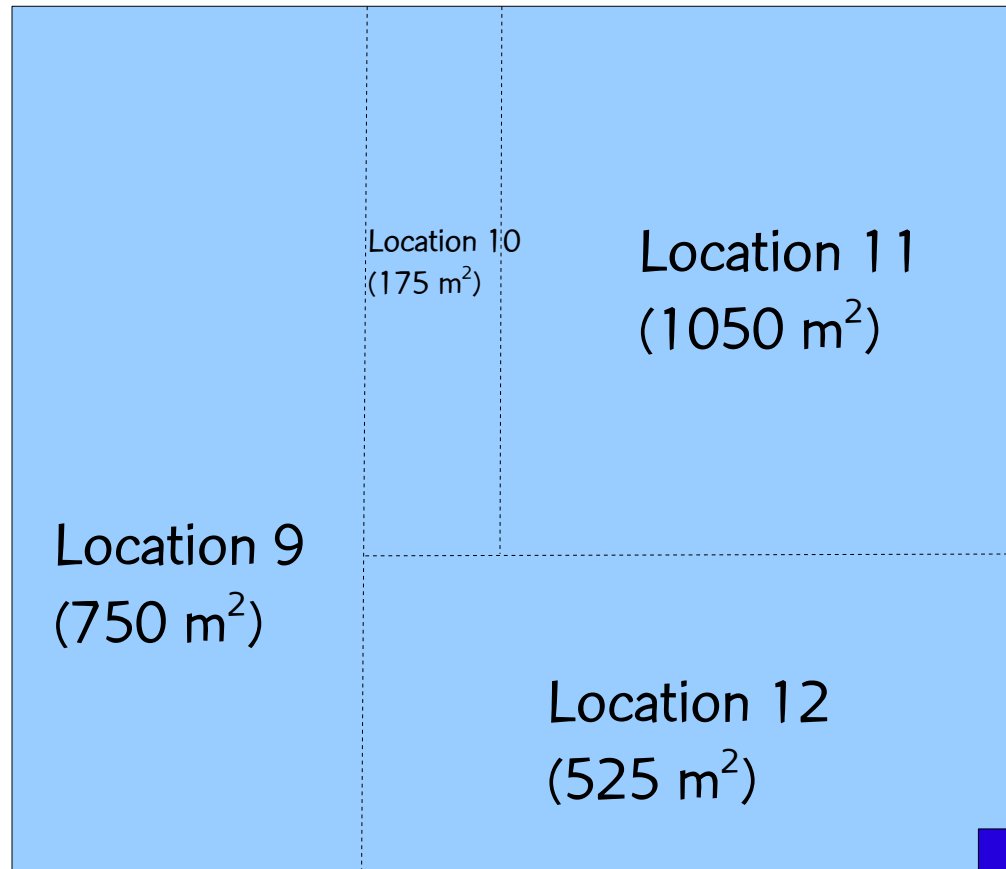 Location 10
(175 m²)
Location 11
(1050 m²)
Location 9
(750 m²)
Location 12
(525 m²)